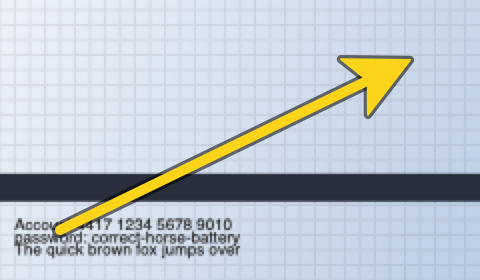 4417 1234 5678 9010
password: correct-horse-battery
The quick brown fox jumps over